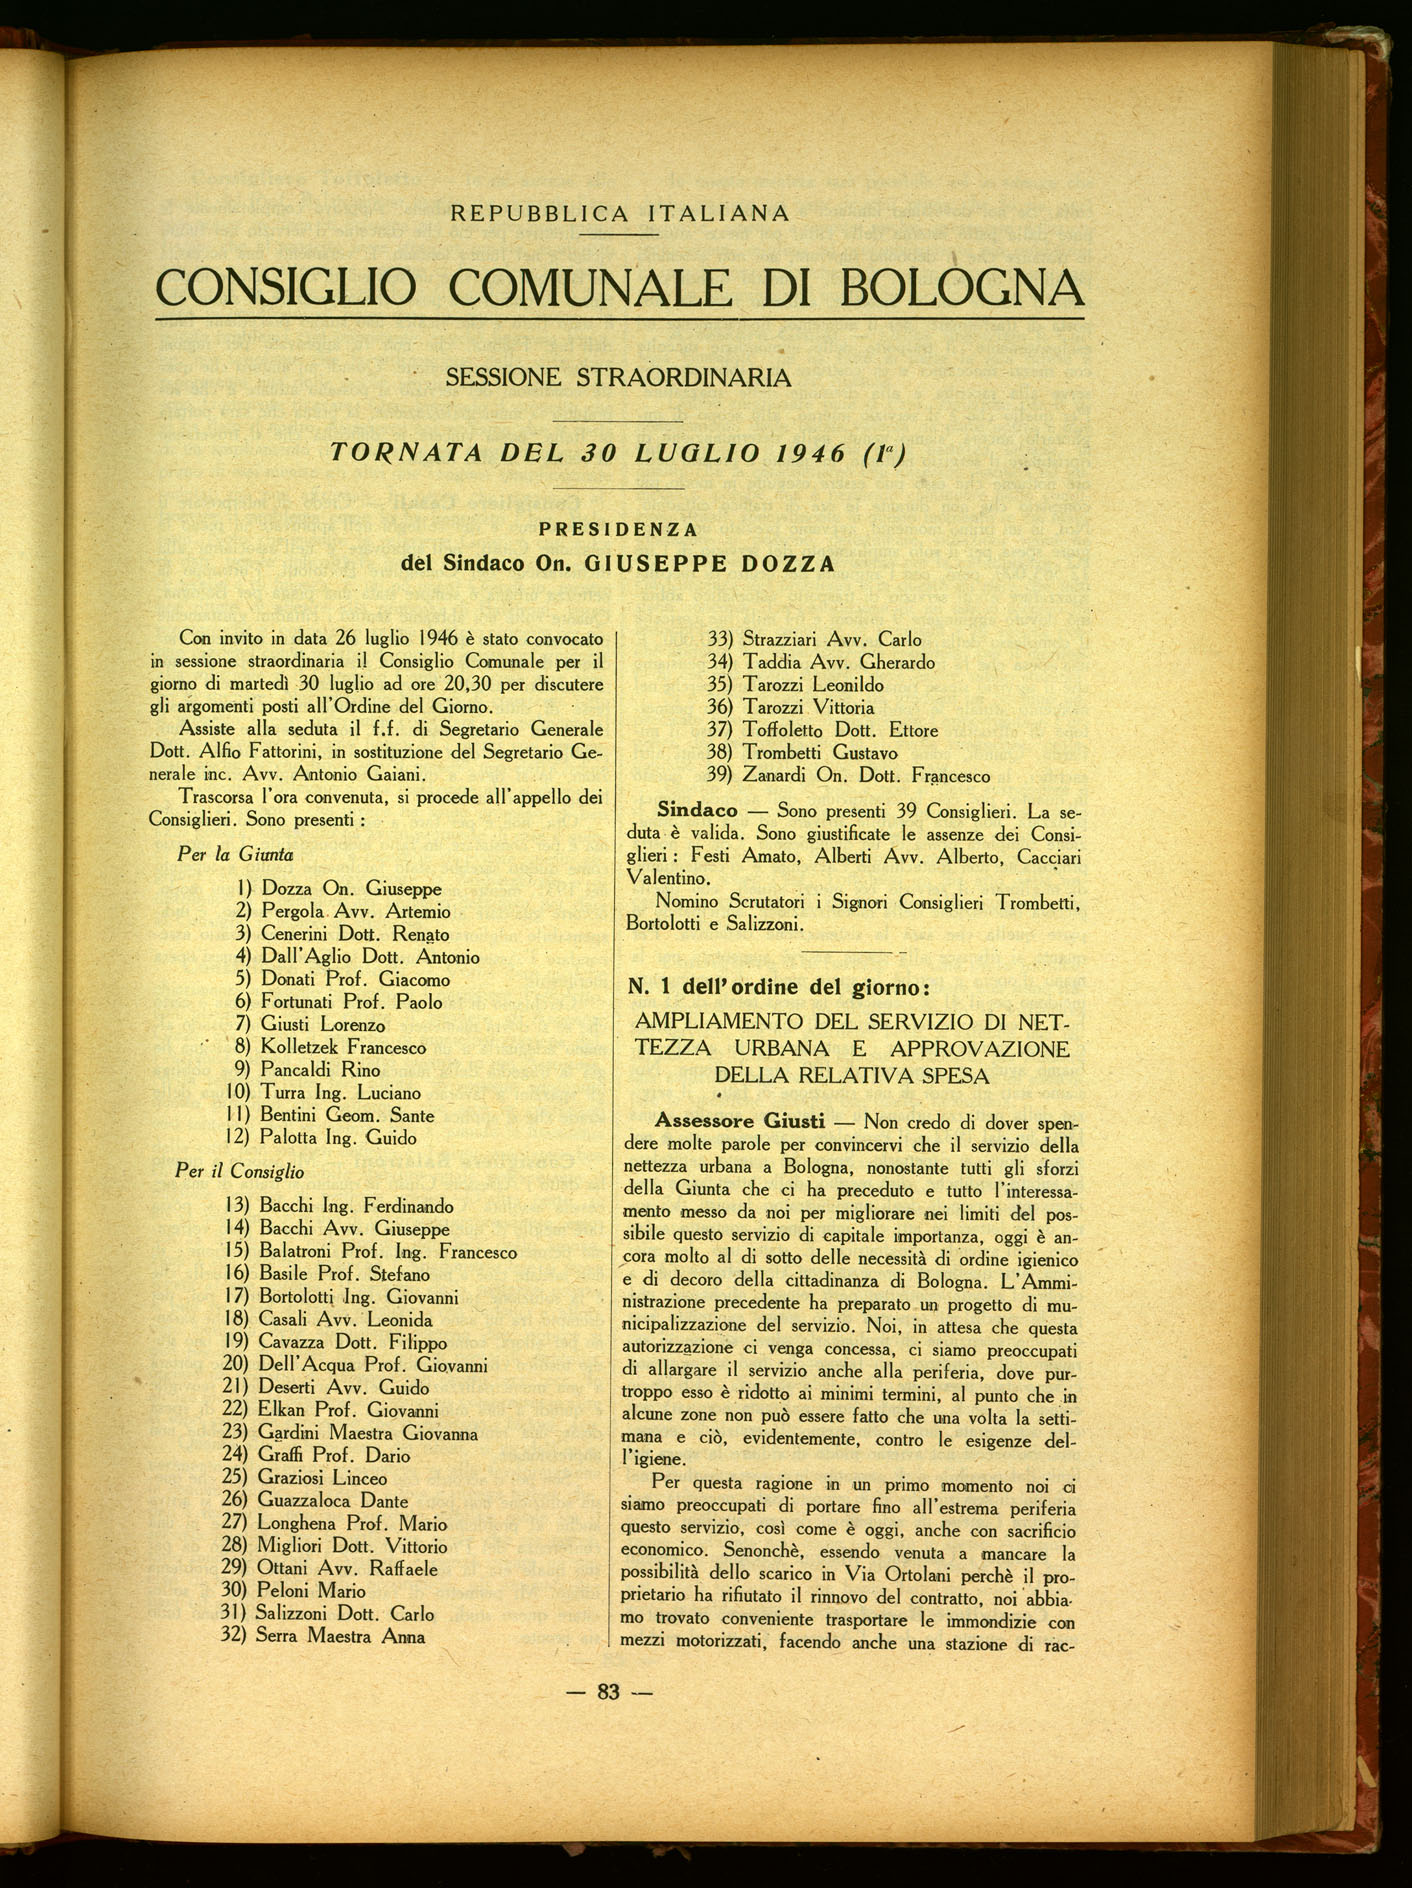 REPUBBLICA ITALIANA
CONSIGLIO COMUNALE DI BOLOGNA
SESSIONE STRAORDINARIA
TORNATA DEL 30 LUGLIO 1946 (1ª)
PRESIDENZA
del Sindaco On. GIUSEPPE DOZZA
Con invito in data 26 luglio 1946 è stato convocato
in sessione straordinaria il Consiglio Comunale per il
giorno di martedì 30 luglio ad ore 20,30 per discutere
gli argomenti posti all'Ordine del Giorno.
Assiste alla seduta il f.f. di Segretario Generale
Dott. Alfio Fattorini, in sostituzione del Segretario Ge-
nerale inc. Avv. Antonio Gaiani.
Trascorsa l'ora convenuta, si procede all'appello dei
Consiglieri. Sono presenti :
Per la Giunta
1) Dozza On. Giuseppe
2) Pergola Avv. Artemio
3) Cenerini Dott. Renato
4) Dall'Aglio Dott. Antonio
5) Donati Prof. Giacomo
6) Fortunati Prof. Paolo
7) Giusti Lorenzo
8) Kolletzek Francesco
9) Pancaldi Rino
10) Turra Ing. Luciano
11) Bentini Geom. Sante
12) Palotta Ing. Guido
Per il Consiglio
13) Bacchi Ing. Ferdinando
14) Bacchi Avv. Giuseppe
15) Balatroni Prof. Ing. Francesco
16) Basile Prof. Stefano
17) Bortolotti Ing. Giovanni
18) Casali Avv. Leonida
19) Cavazza Dott. Filippo
20) Dell'Acqua Prof. Giovanni
21) Deserti Avv. Guido
22) Elkan Prof. Giovanni
23) Gardini Maestra Giovanna
24) Graffi Prof. Dario
25) Graziosi Linceo
26) Guazzaloca Dante
27) Longhena Prof. Mario
28) Migliori Dott. Vittorio
29) Ottani Avv. Raffaele
30) Peloni Mario
31) Salizzoni Dott. Carlo
32) Serra Maestra Anna
33) Strazziari Avv. Carlo
34) Taddia Avv. Gherardo
35) Tarozzi Leonildo
36) Tarozzi Vittoria
37) Toffoletto Dott. Ettore
38) Trombetti Gustavo
39) Zanardi On. Dott. Francesco
Sindaco — Sono presenti 39 Consiglieri. La se-
duta è valida. Sono giustificate le assenze dei Consi-
glieri : Festi Amato, Alberti Avv. Alberto, Cacciari
Valentino.
Nomino Scrutatori i Signori Consiglieri Trombetti,
Bortolotti e Salizzoni.
N. 1 dell'ordine del giorno:
AMPLIAMENTO DEL SERVIZIO DI NET-
TEZZA URBANA E APPROVAZIONE
DELLA RELATIVA SPESA
Assessore Giusti — Non credo di dover spen-
dere molte parole per convincervi che il servizio della
nettezza urbana a Bologna, nonostante tutti gli sforzi
della Giunta che ci ha preceduto e tutto l'interessa-
mento messo da noi per migliorare nei limiti del pos-
sibile questo servizio di capitale importanza, oggi è an-
cora molto al di sotto delle necessità di ordine igienico
e di decoro della cittadinanza di Bologna. L'Ammi-
nistrazione precedente ha preparato un progetto di mu-
nicipalizzazione del servizio. Noi, in attesa che questa
autorizzazione ci venga concessa, ci siamo preoccupati
di allargare il servizio anche alla periferia, dove pur-
troppo esso è ridotto ai minimi termini, al punto che in
alcune zone non può essere fatto che una volta la setti-
mana e ciò, evidentemente, contro le esigenze del-
l'igiene.
Per questa ragione in un primo momento noi ci
siamo preoccupati di portare fino all'estrema periferia
questo servizio, così come è oggi, anche con sacrificio
economico. Senonchè, essendo venuta a mancare la
possibilità dello scarico in Via Ortolani perchè il pro-
prietario ha rifiutato il rinnovo del contratto, noi abbia-
mo trovato conveniente trasportare le immondizie con
mezzi motorizzati, facendo anche una stazione di rac-
— 83 —